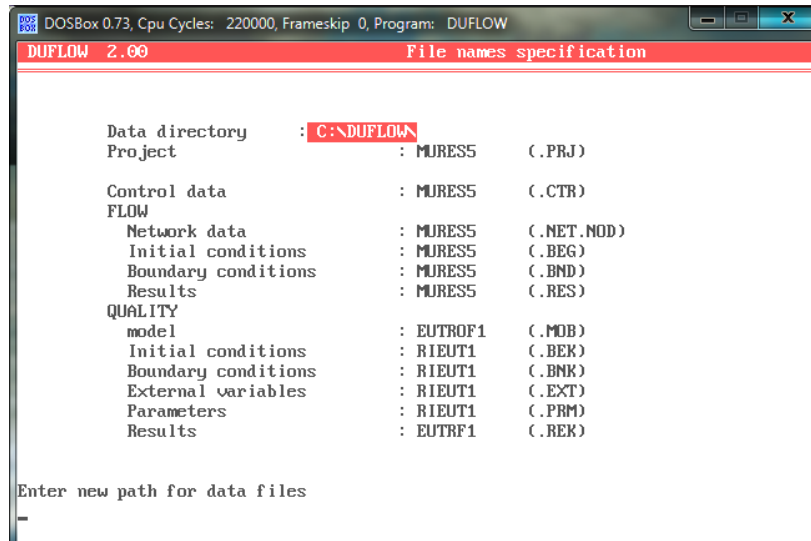 DOSBox 0.73, Cpu Cycles: 220000, Frameskip 0, Program: DUFLOW
DUFLOW 2.00 File names specification
Data directory : C:\DUFLOW\
Project : MURES5 (.PRJ)
Control data : MURES5 (.CTR)
FLOW
Network data : MURES5 (.NET.NOD)
Initial conditions : MURES5 (.BEG)
Boundary conditions : MURES5 (.BND)
Results : MURES5 (.RES)
QUALITY
model : EUTROF1 (.MOB)
Initial conditions : RIEUT1 (.BEK)
Boundary conditions : RIEUT1 (.BNK)
External variables : RIEUT1 (.EXT)
Parameters : RIEUT1 (.PRM)
Results : EUTRF1 (.REK)
Enter new path for data files